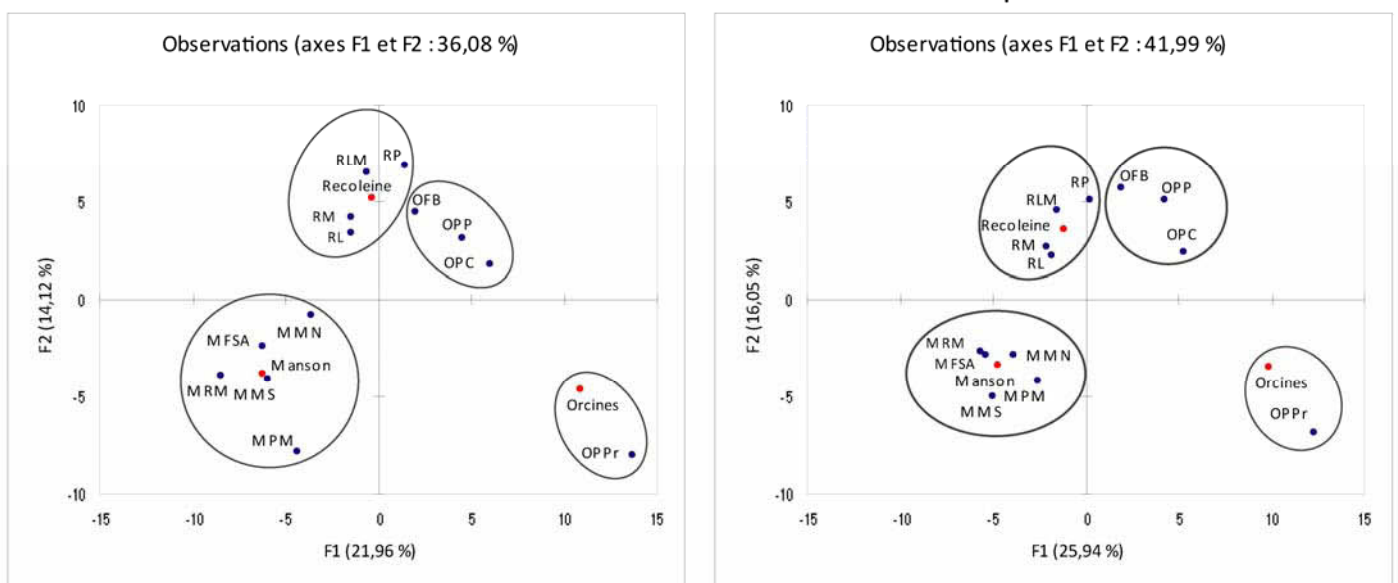 Observations (axes F1 et F2 : 36,08 %)
10
RLM
RP
Recoleine
OFB
5
RM
OPP
RL
OPC
F2 (14,12 %)
0
MMN
MFSA
Manson
MRM
MMS
-5
Orcines
MPM
OPPr
-10
-15
-10
-5
0
5
10
15
F1 (21,96 %)
Observations (axes F1 et F2 : 41,99 %)
10
OFB
RP
OPP
RLM
5
Recoleine
OPC
RM
RL
F2 (16,05 %)
0
MRM
MMN
MFSA
Manson
MPM
Orcines
MMS
-5
OPPr
-10
-15
-10
-5
0
5
10
15
F1 (25,94 %)